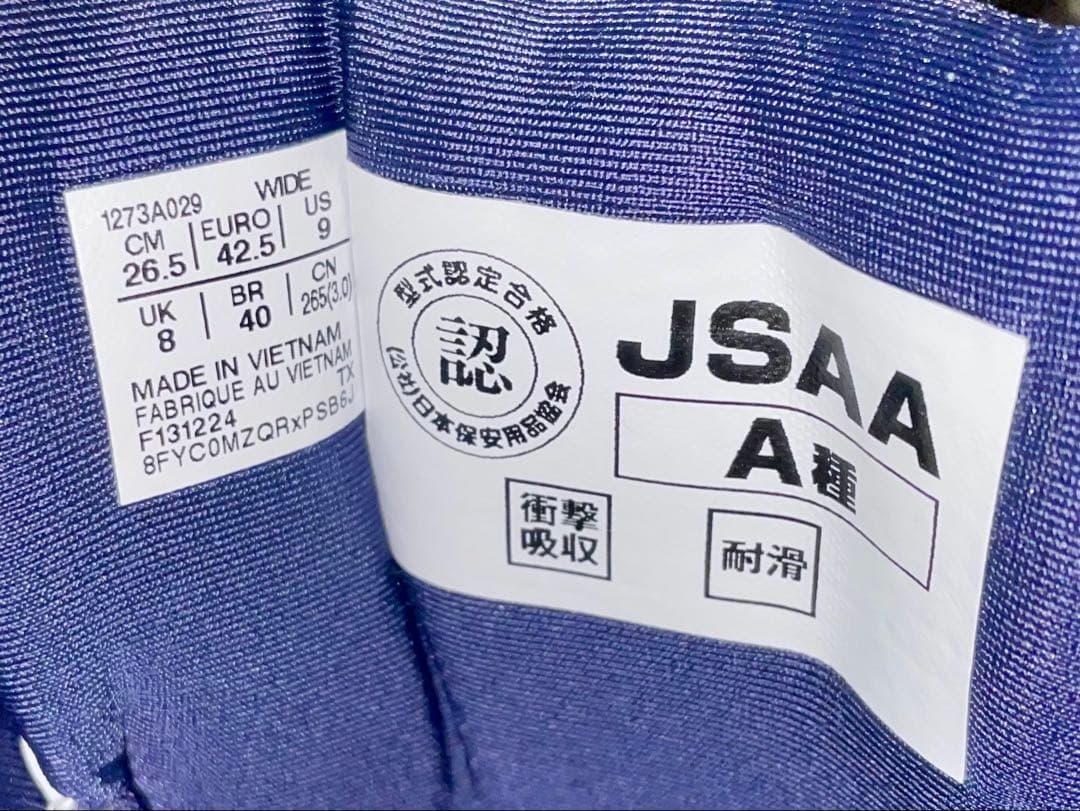 1273A029 WIDE
CM EURO US
26.5 42.5 9
UK BR CN
8 40 265(3.0)
MADE IN VIETNAM
FABRIQUE AU VIETNAM
TX
F131224
8FYC0MZQRxPSB6J
型式認定合格
認
(公社)日本保安用品協会
JSAA
A種
衝撃
吸収
耐滑